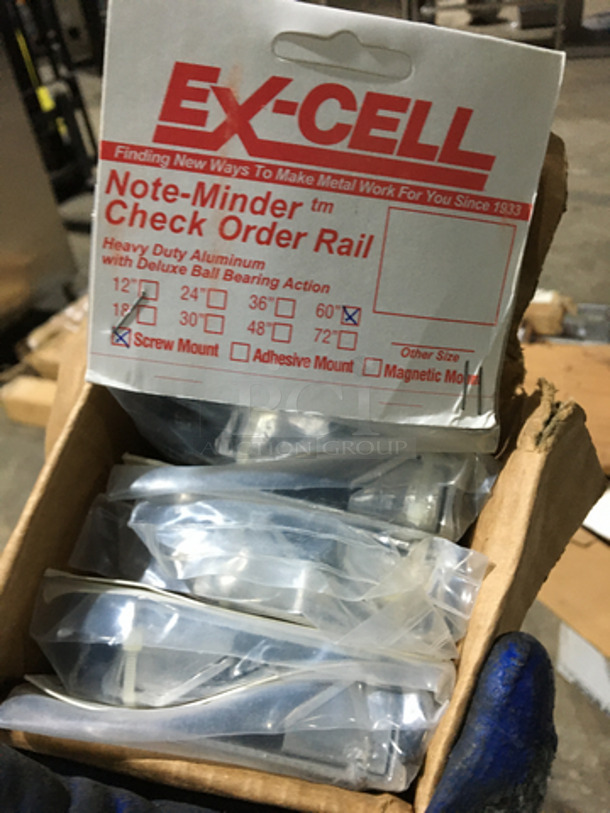 EX-CELL
Finding New Ways To Make Metal Work For You Since 1933
Note-Minder tm
Check Order Rail
Heavy Duty Aluminum
with Deluxe Ball Bearing Action
12" 24" 36" 60"
18 30" 48" 72"
Other Size
Screw Mount Adhesive Mount Magnetic Mount
AUCTION GROUP